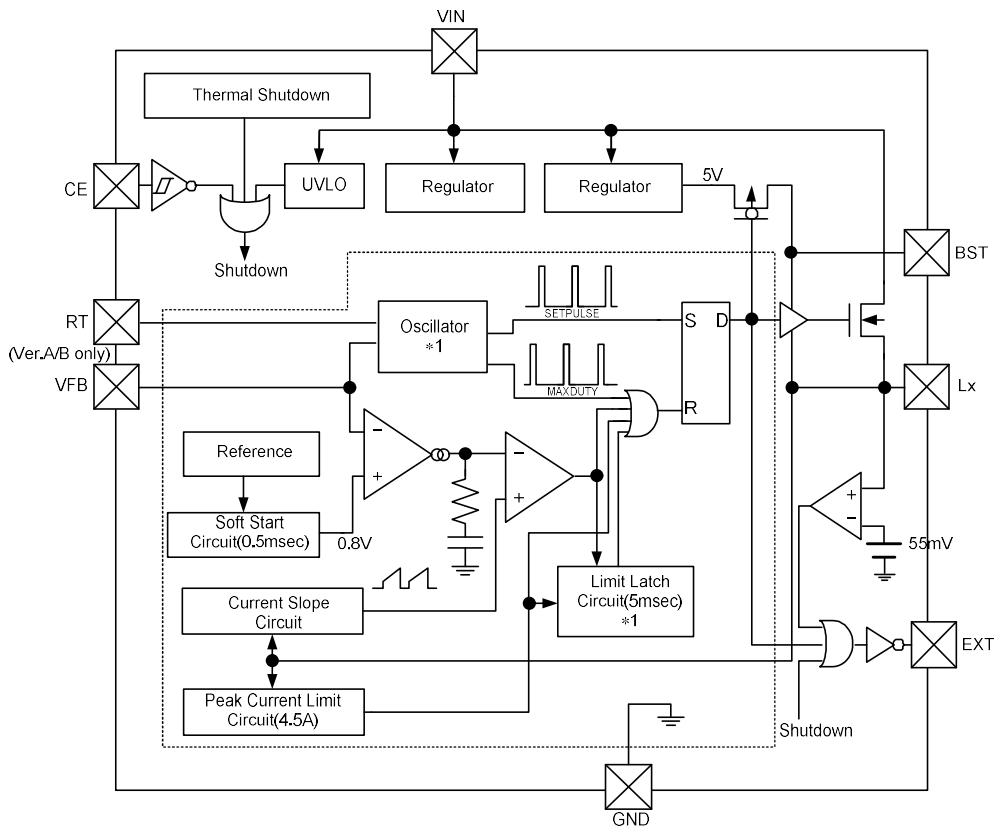 VIN
Thermal Shutdown
CE
UVLO
Regulator
Regulator
5V
Shutdown
BST
RT
(Ver.A/B only)
Oscillator
*1
SETPULSE
S D
VFB
MAXDUTY
R
Lx
−
Reference
+
−
+
Soft Start
Circuit(0.5msec)
0.8V
+
−
55mV
Current Slope
Circuit
Limit Latch
Circuit(5msec)
*1
EXT
Peak Current Limit
Circuit(4.5A)
Shutdown
GND